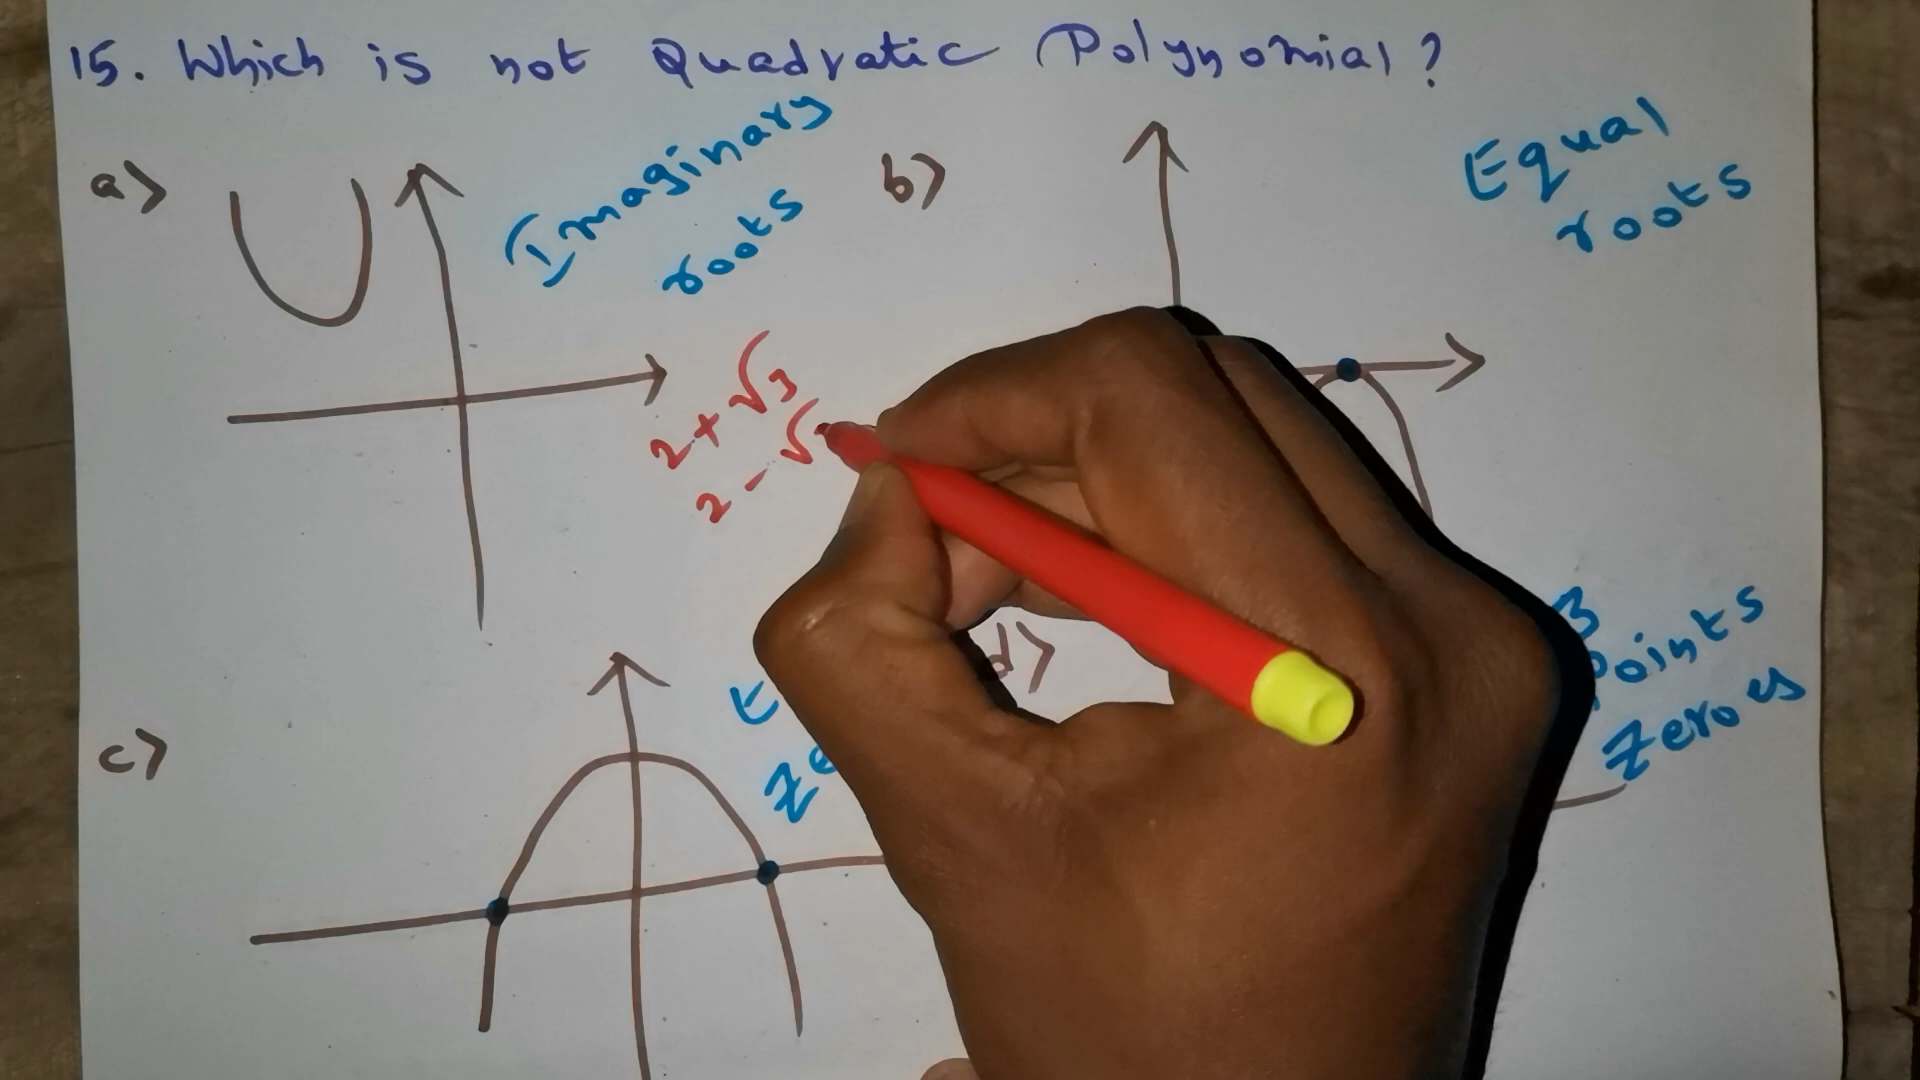 15. Which is not Quadratic Polynomial?
a)
Imaginary
roots
b)
Equal
roots
2+√3
2-√
c)
d)
3
Points
Zeroes